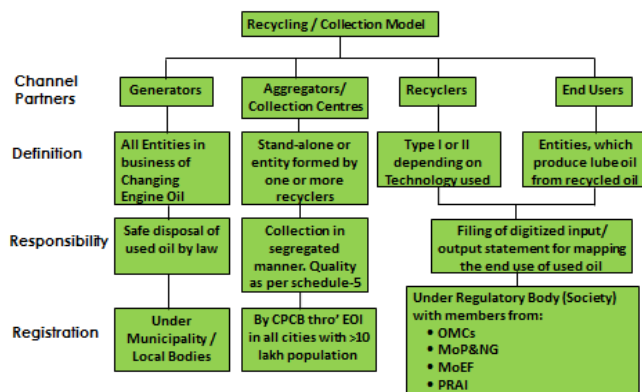 Recycling / Collection Model
Channel
Partners
Generators
Aggregators/
Collection Centres
Recyclers
End Users
Definition
All Entities in
business of
Changing
Engine Oil
Stand-alone or
entity formed by
one or more
recyclers
Type I or II
depending on
Technology used
Entities, which
produce lube oil
from recycled oil
Responsibility
Safe disposal of
used oil by law
Collection in
segregated
manner. Quality
as per schedule-5
Filing of digitized input/
output statement for mapping
the end use of used oil
Registration
Under
Municipality /
Local Bodies
By CPCB thro' EOI
in all cities with >10
lakh population
Under Regulatory Body (Society)
with members from:
• OMCs
• MoP&NG
• MoEF
• PRAI